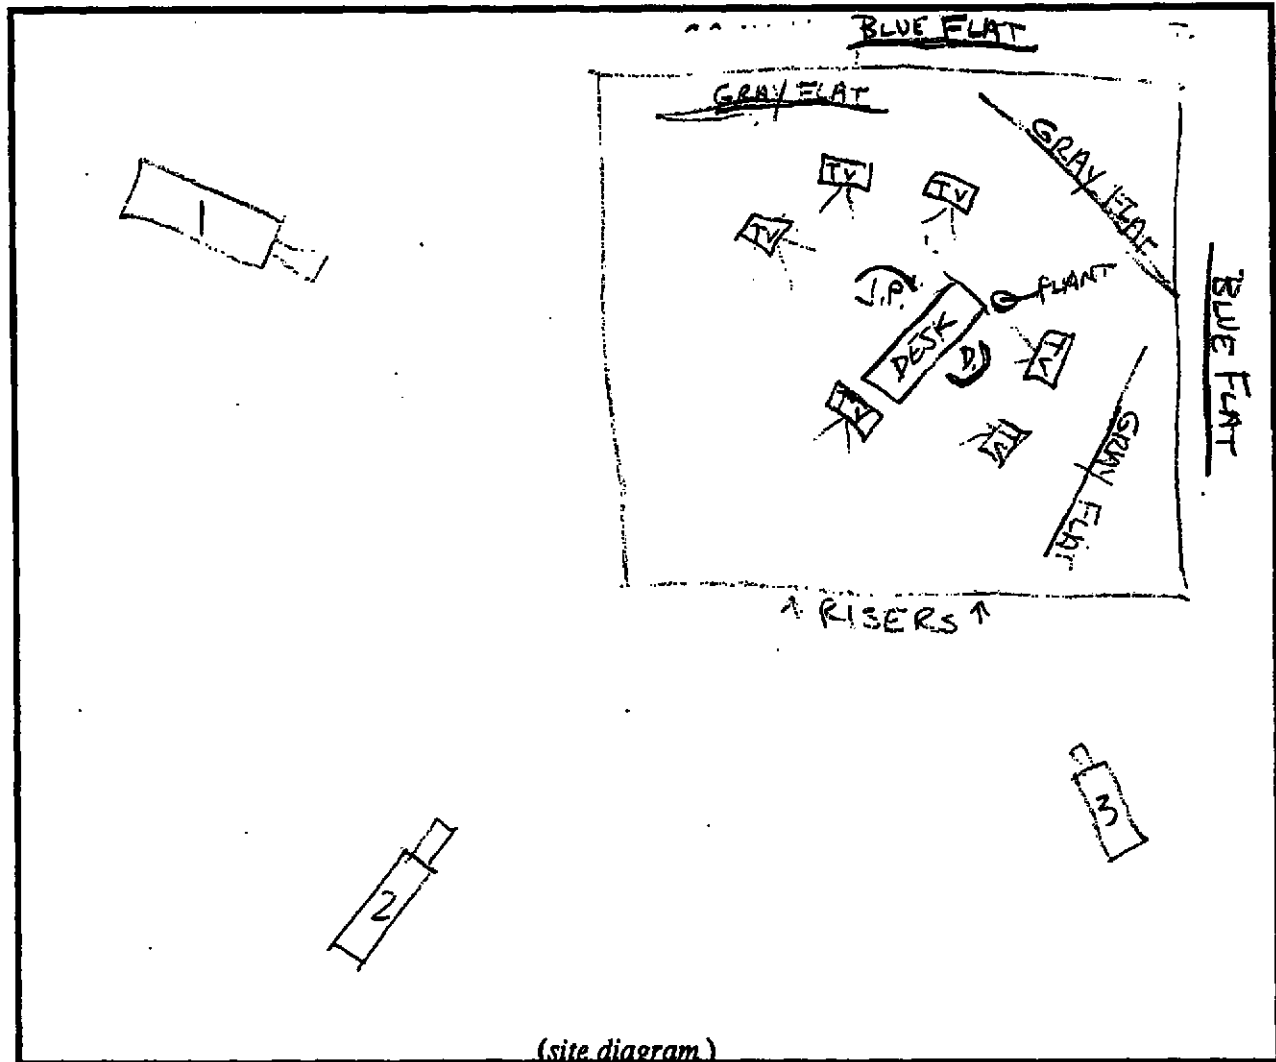 BLUE FLAT
GRAY FLAT
GRAY FLAT
TV
TV
TV
1
J.P.
PLANT
DESK
D.
TV
TV
TV
BLUE FLAT
GRAY FLAT
↑ RISERS ↑
3
2
(site diagram)